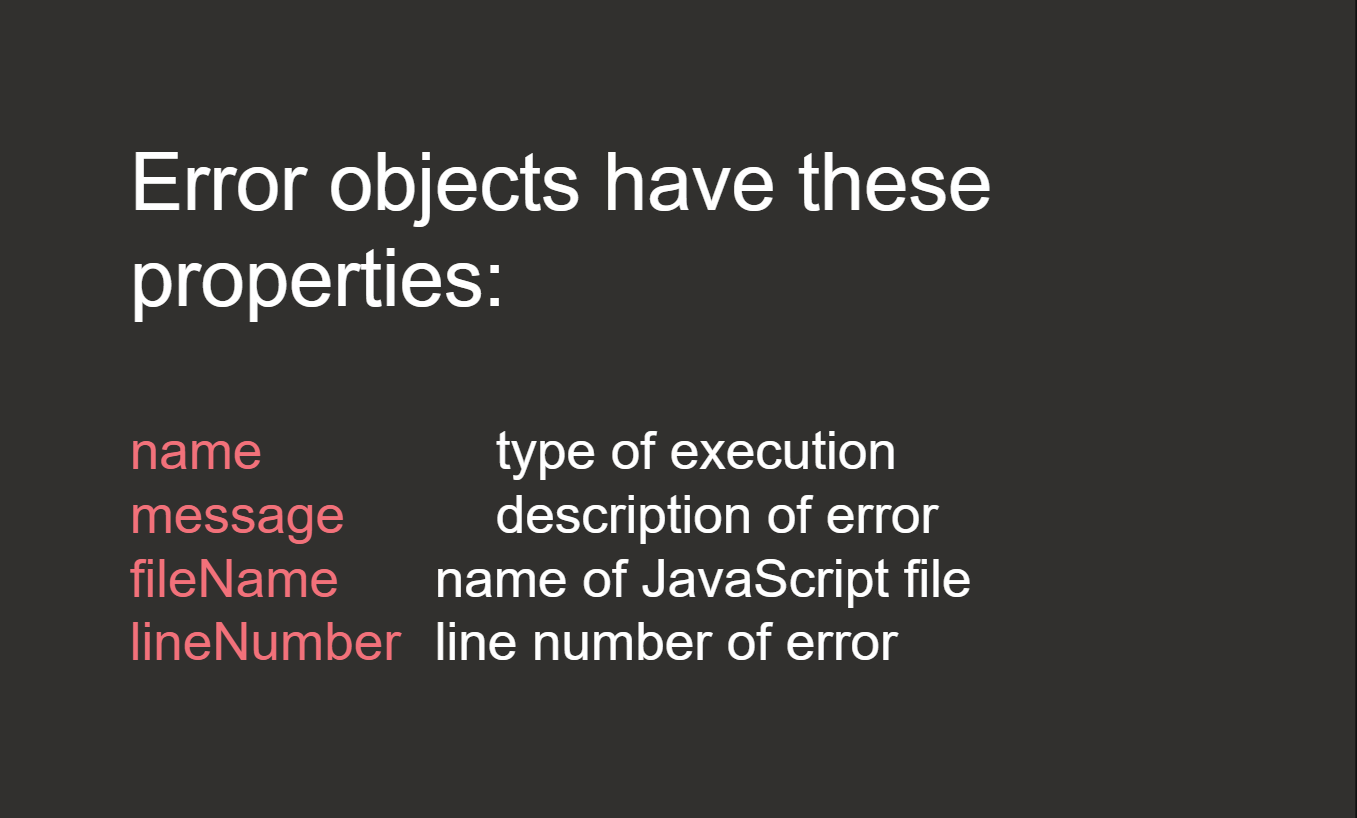 Error objects have these
properties:
name type of execution
message description of error
fileName name of JavaScript file
lineNumber line number of error